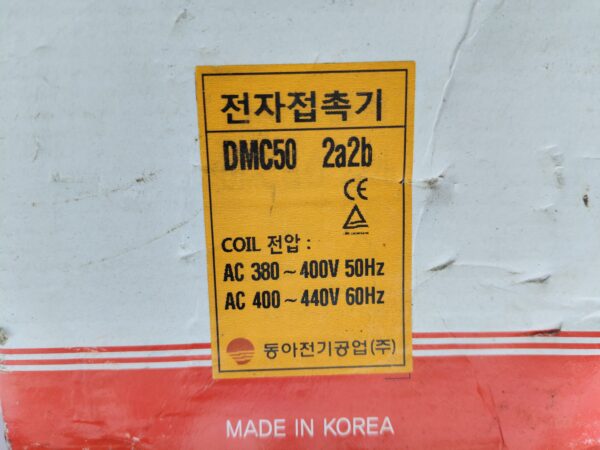 전자접촉기
DMC50 2a2b
CE
COIL 전압 :
AC 380 ~ 400V 50Hz
AC 400 ~ 440V 60Hz
동아전기공업(주)
MADE IN KOREA